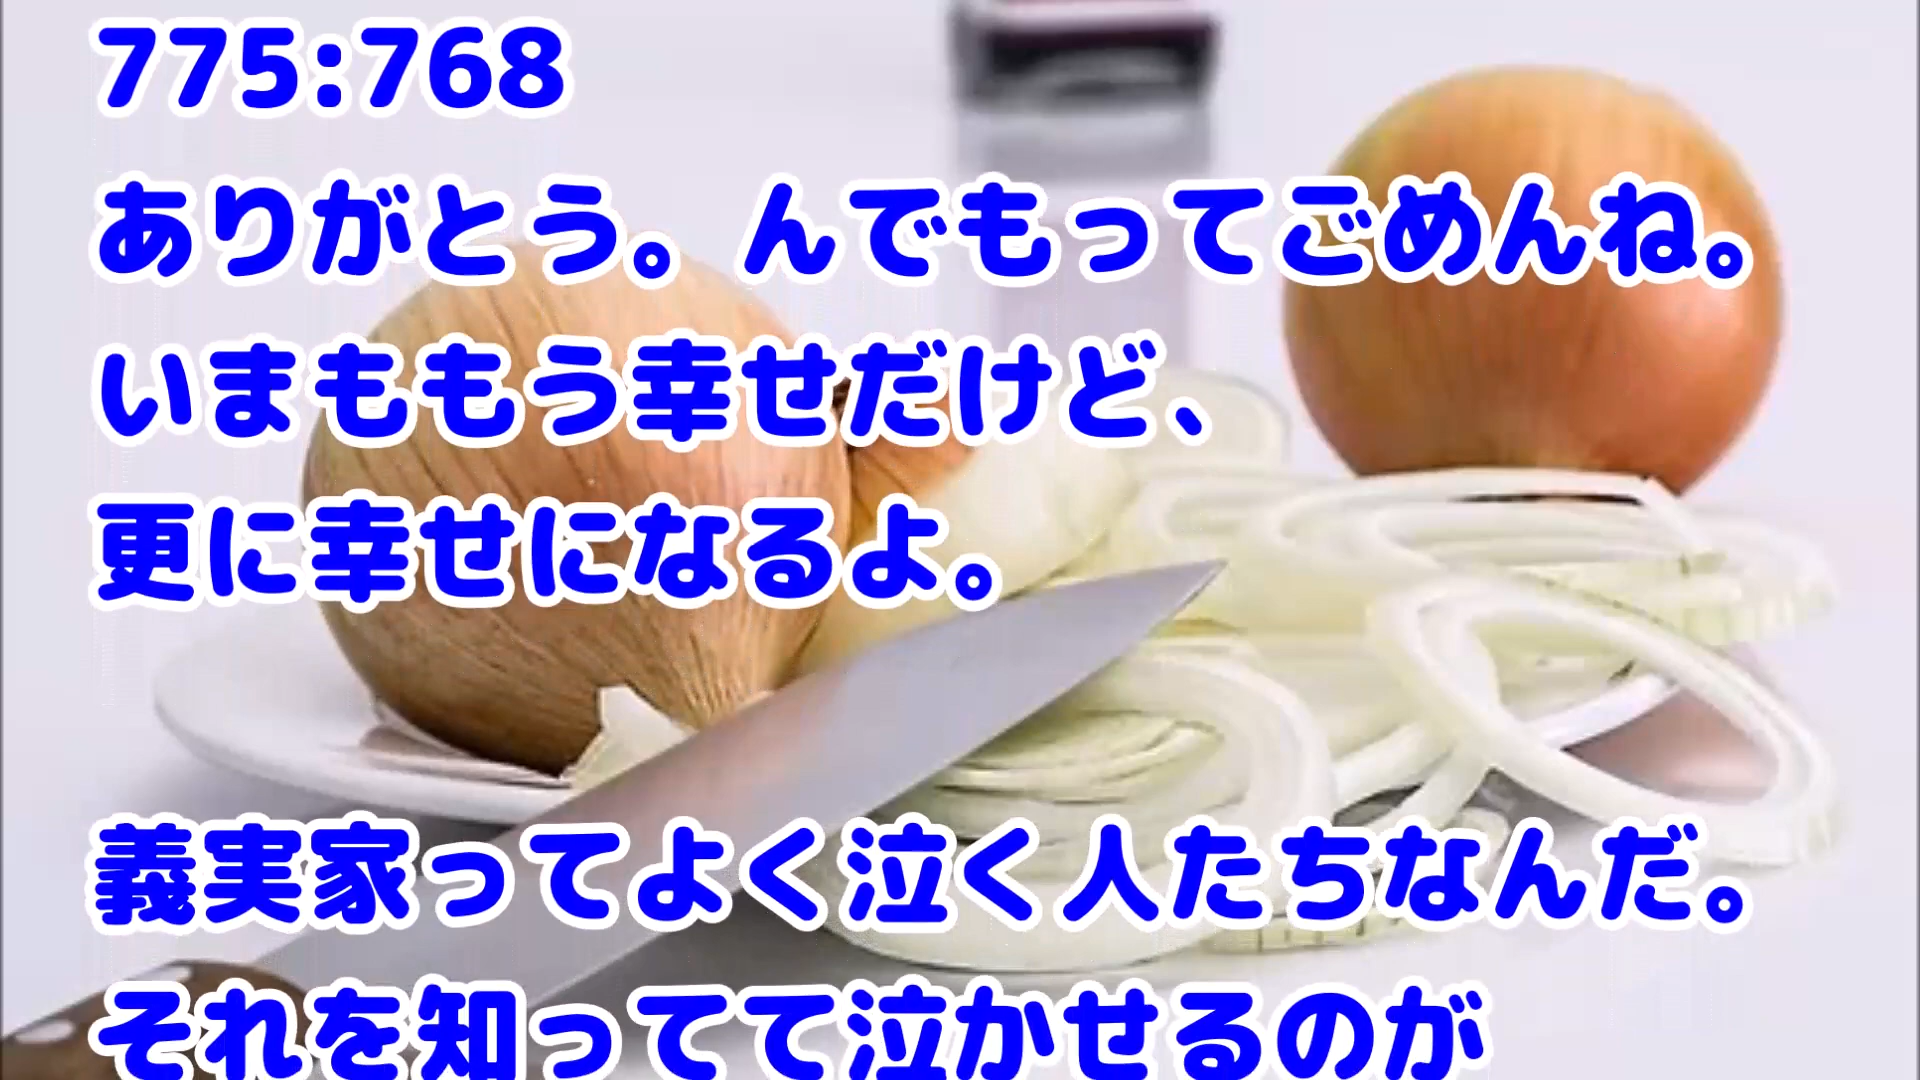 775:768
ありがとう。んでもってごめんね。
いまももう幸せだけど、
更に幸せになるよ。
義実家ってよく泣く人たちなんだ。
それを知ってて泣かせるのが